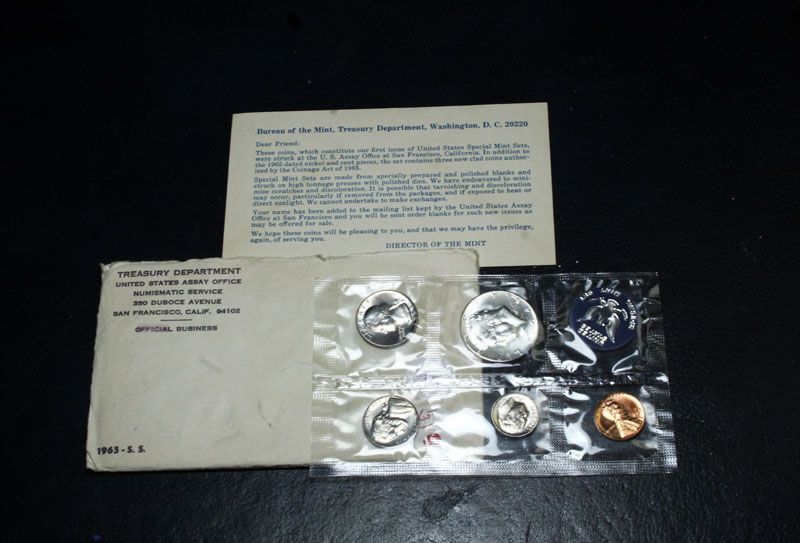 Bureau of the Mint, Treasury Department, Washington, D. C. 20220
Dear Friend:
These coins, which constitute our first issue of United States Special Mint Sets,
were struck at the U. S. Assay Office at San Francisco, California. In addition to
the 1965 dated nickel and cent pieces, the set contains three new clad coins author-
ized by the Coinage Act of 1965.
Special Mint Sets are made from specially prepared and polished blanks and
struck on high tonnage presses with polished dies. We have endeavored to mini-
mize scratches and discoloration. It is possible that tarnishing and discoloration
may occur, particularly if removed from the packages, and if exposed to heat or
direct sunlight. We cannot undertake to make exchanges.
Your name has been added to the mailing list kept by the United States Assay
Office at San Francisco and you will be sent order blanks for such new issues as
may be offered for sale.
We hope these coins will be pleasing to you, and that we may have the privilege,
again, of serving you.
DIRECTOR OF THE MINT
TREASURY DEPARTMENT
UNITED STATES ASSAY OFFICE
NUMISMATIC SERVICE
350 DUBOCE AVENUE
SAN FRANCISCO, CALIF. 94102
OFFICIAL BUSINESS
1965 - S. S.